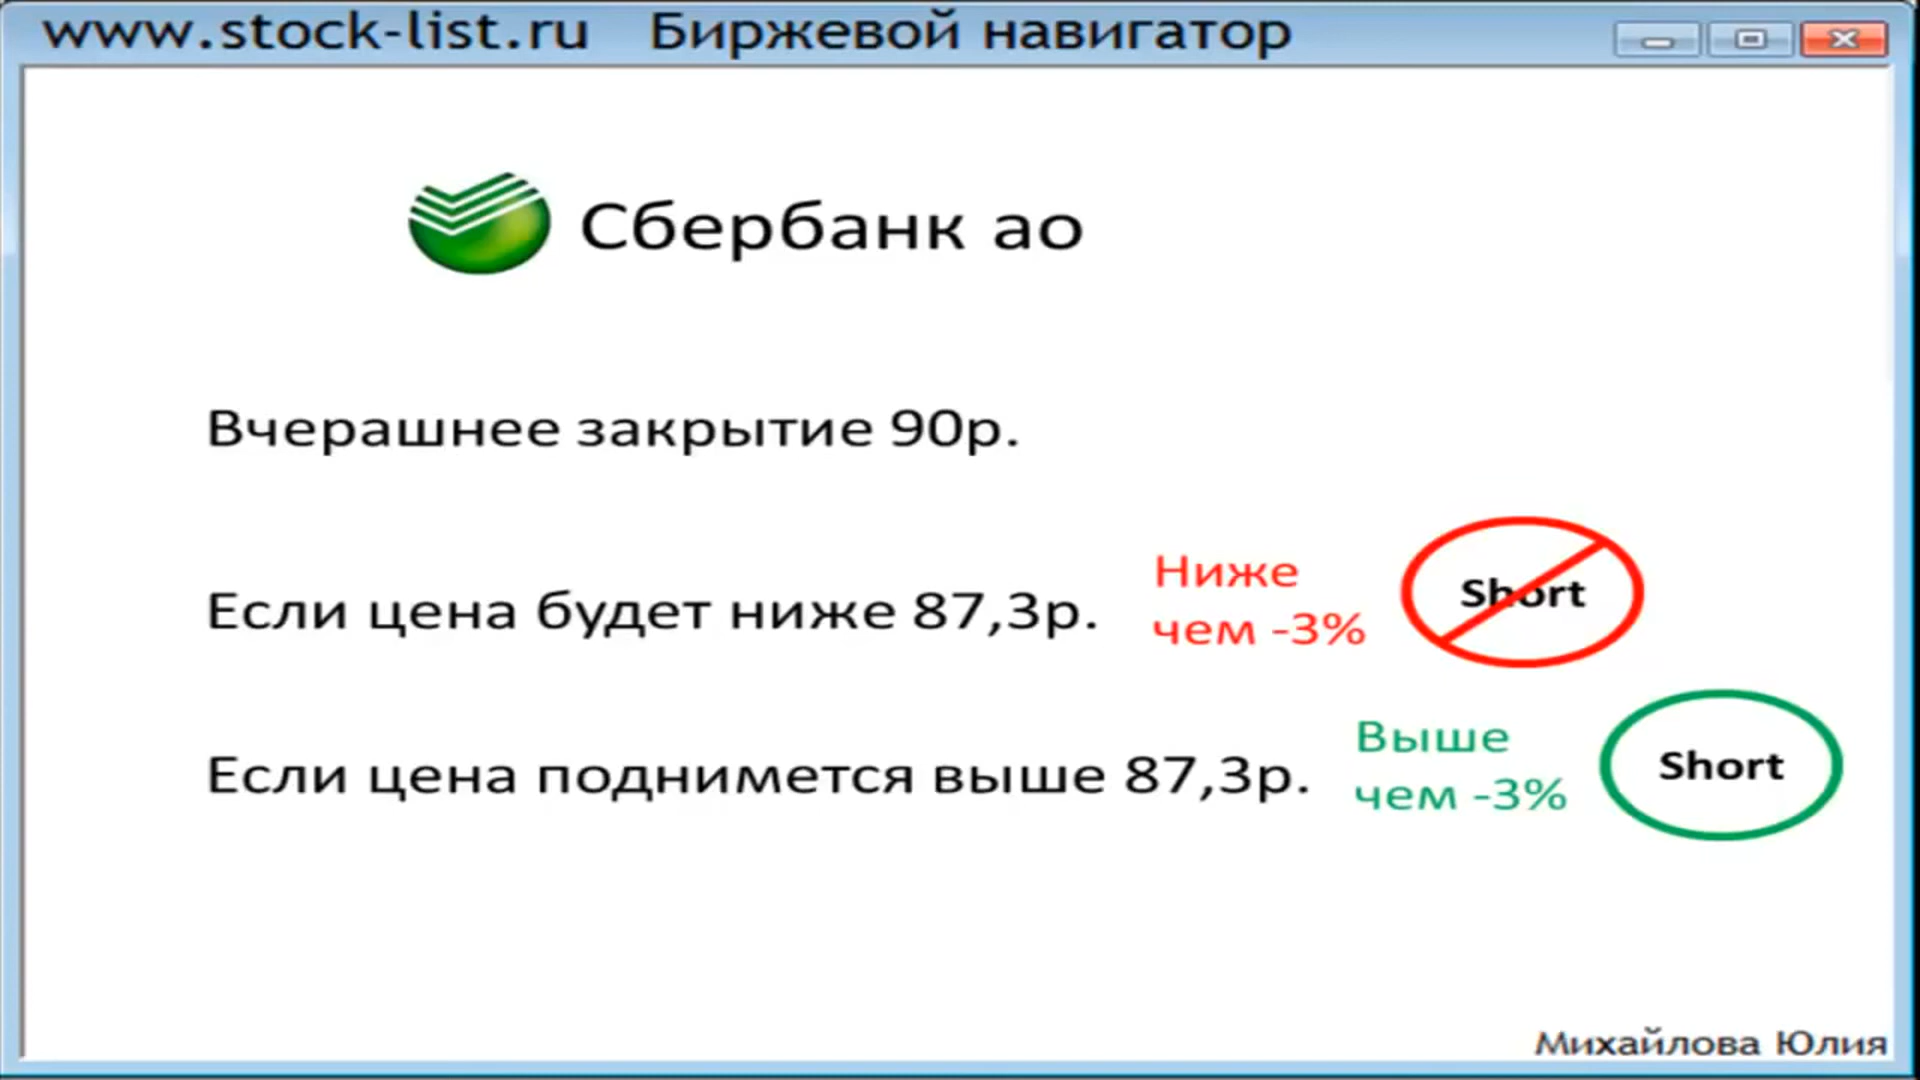 www.stock-list.ru Биржевой навигатор
Сбербанк ао
Вчерашнее закрытие 90р.
Если цена будет ниже 87,3р. Ниже чем -3% Short
Если цена поднимется выше 87,3р. Выше чем -3% Short
Михайлова Юлия